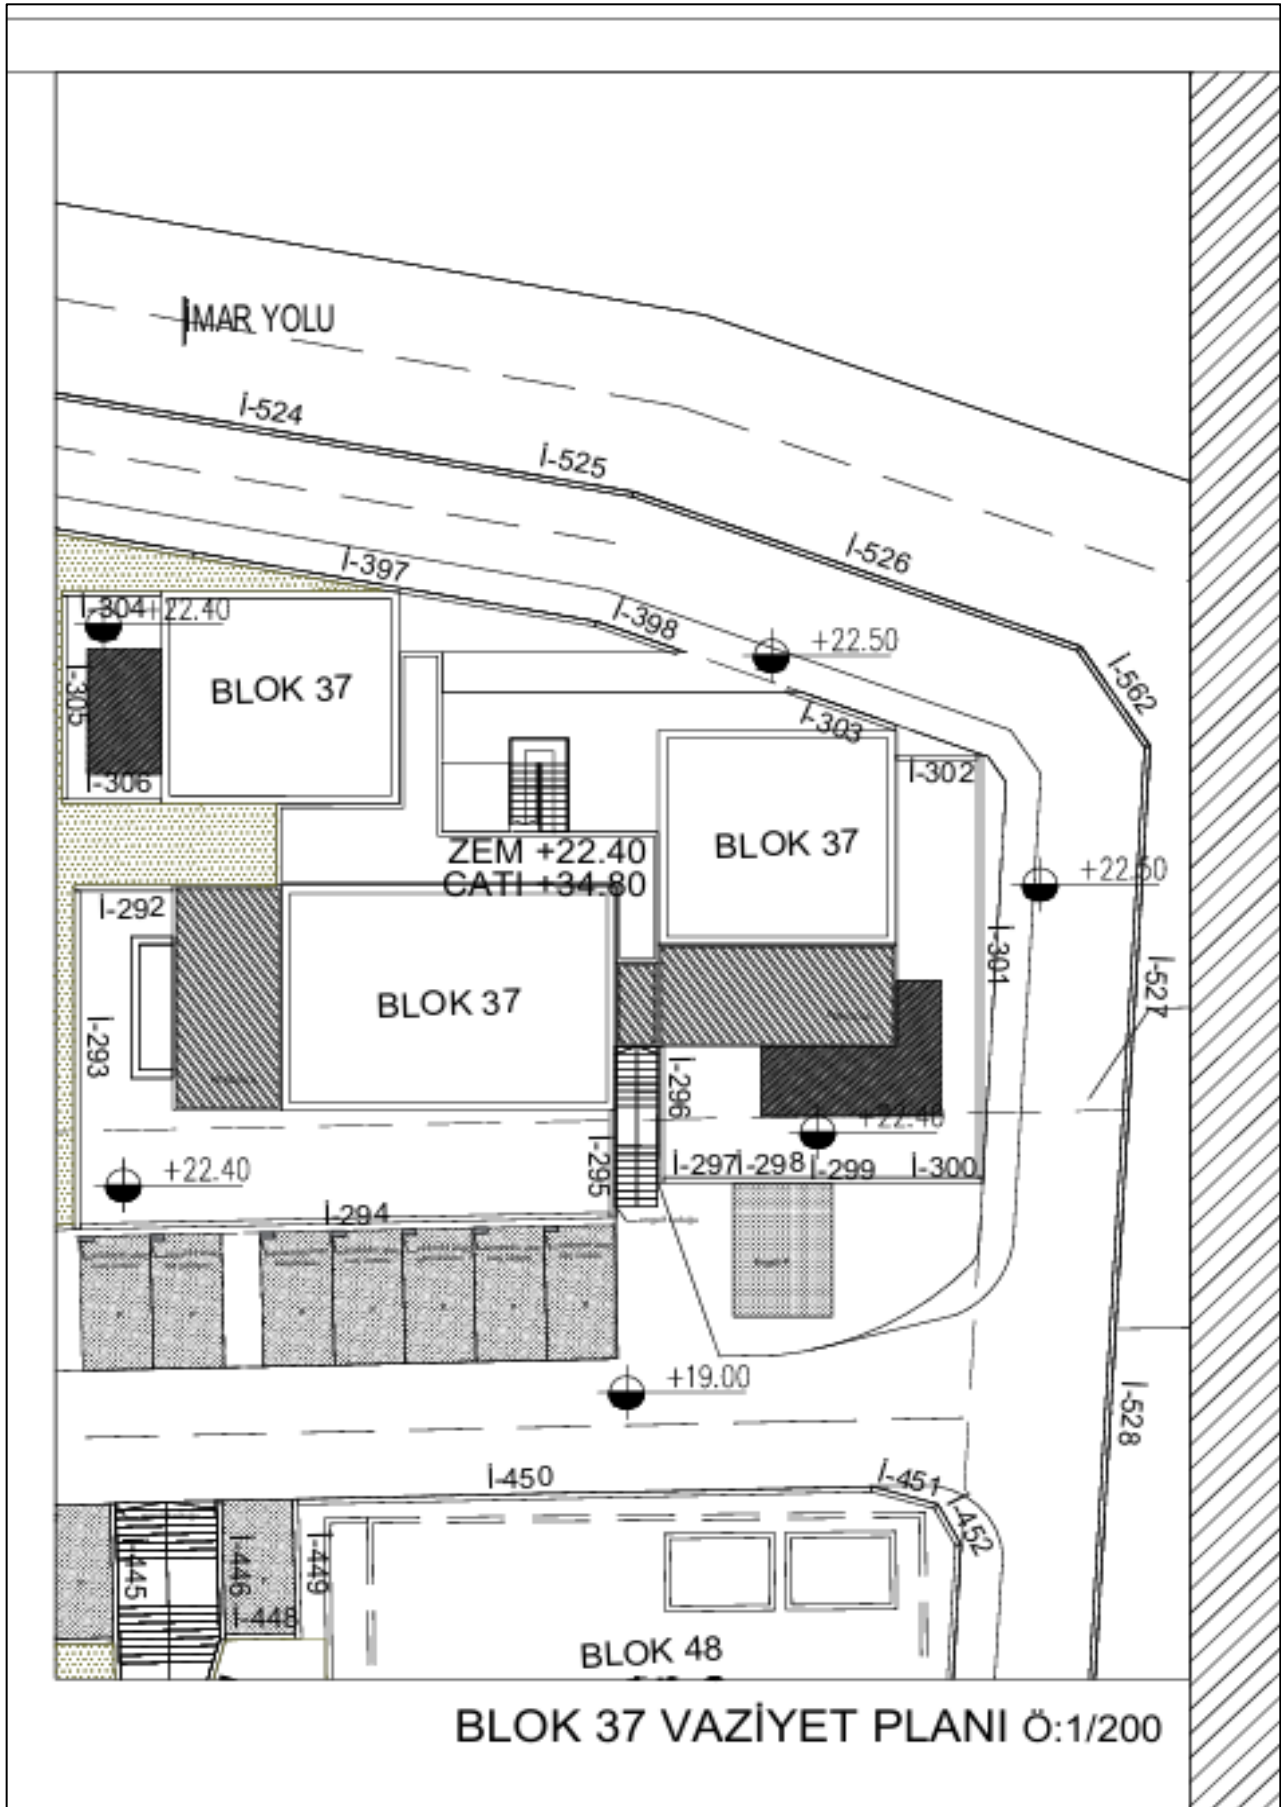 İMAR YOLU
İ-524
İ-525
İ-526
İ-397
İ-304
+22.40
İ-398
+22.50
İ-562
BLOK 37
İ-305
İ-303
İ-306
İ-302
ZEM +22.40
BLOK 37
CATI +34.80
+22.50
İ-292
İ-301
İ-527
BLOK 37
İ-293
İ-296
+22.40
+22.40
İ-295
İ-297
İ-298
İ-299
İ-300
İ-294
+19.00
İ-528
İ-450
İ-451
İ-452
İ-445
İ-446
İ-449
İ-448
BLOK 48
BLOK 37 VAZİYET PLANI Ö:1/200